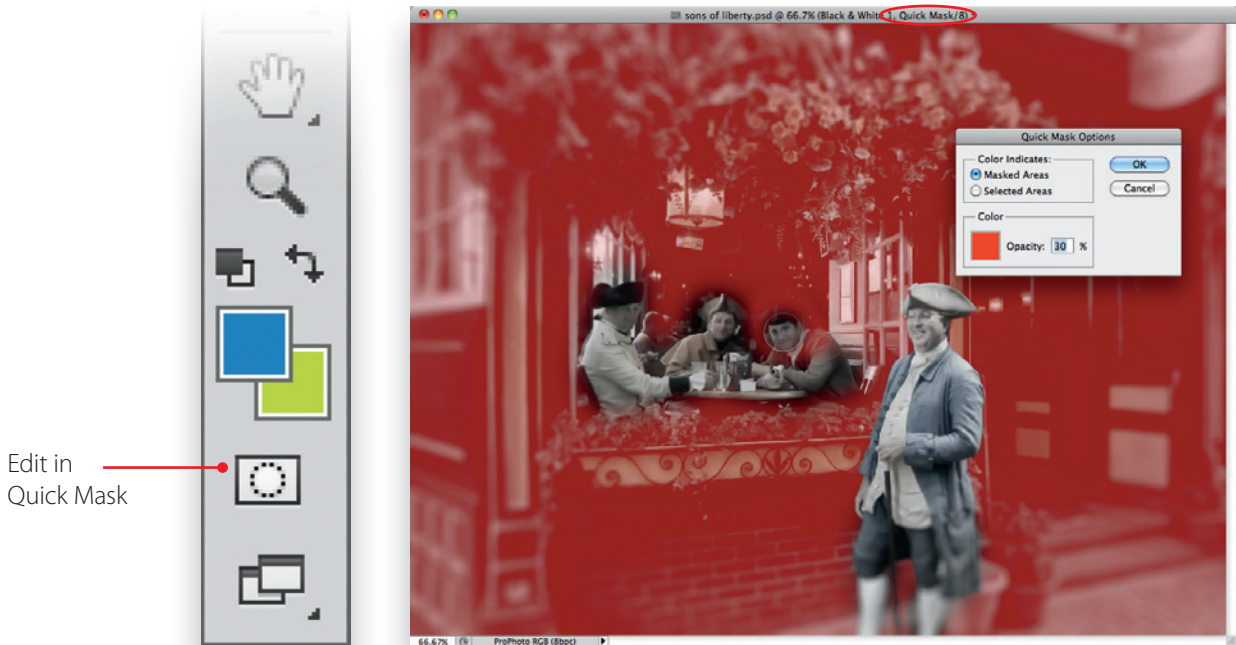 sons of liberty.psd @ 66.7% (Black & White 1, Quick Mask/8)
Quick Mask Options
Color Indicates:
Masked Areas
Selected Areas
OK
Cancel
Color
Opacity: 30 %
Edit in
Quick Mask
66.67% ProPhoto RGB (8bpc)